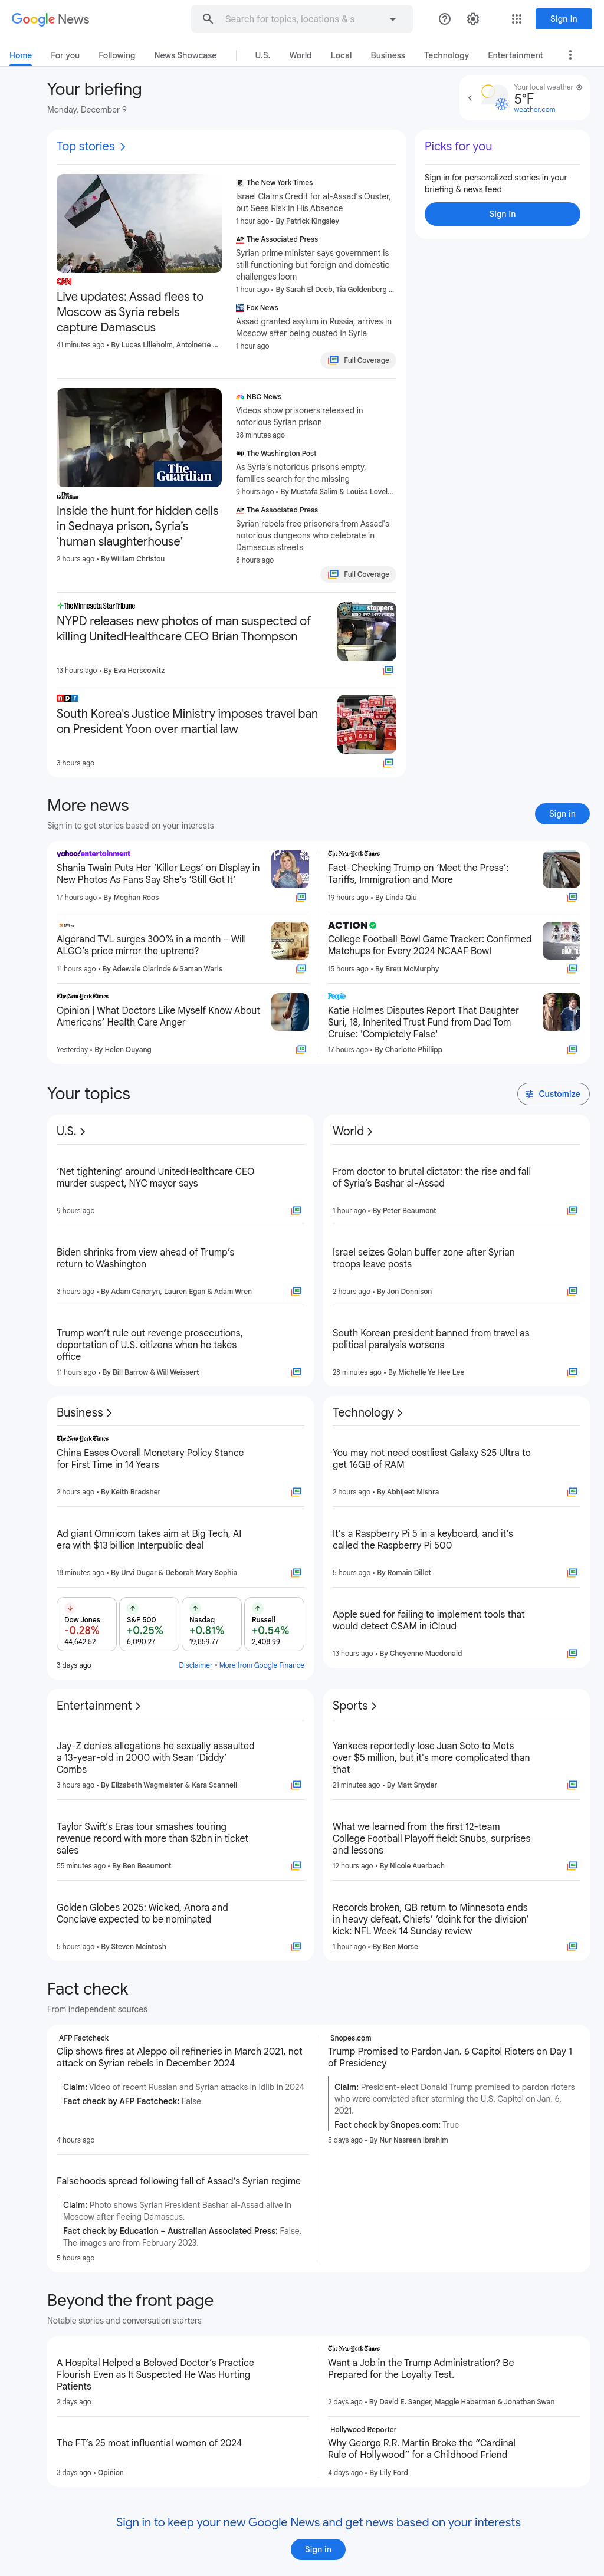 Google News
Search for topics, locations & s
Sign in
Home
For you
Following
News Showcase
U.S.
World
Local
Business
Technology
Entertainment
Your briefing
Monday, December 9
Your local weather
5°F
weather.com
Top stories
CNN
Live updates: Assad flees to
Moscow as Syria rebels
capture Damascus
41 minutes ago • By Lucas Lilieholm, Antoinette ...
The New York Times
Israel Claims Credit for al-Assad's Ouster,
but Sees Risk in His Absence
1 hour ago • By Patrick Kingsley
AP The Associated Press
Syrian prime minister says government is
still functioning but foreign and domestic
challenges loom
1 hour ago • By Sarah El Deeb, Tia Goldenberg ...
Fox News
Assad granted asylum in Russia, arrives in
Moscow after being ousted in Syria
1 hour ago
Full Coverage
Picks for you
Sign in for personalized stories in your
briefing & news feed
Sign in
The Guardian
The Guardian
Inside the hunt for hidden cells
in Sednaya prison, Syria's
'human slaughterhouse'
2 hours ago • By William Christou
NBC News
Videos show prisoners released in
notorious Syrian prison
38 minutes ago
wp The Washington Post
As Syria's notorious prisons empty,
families search for the missing
9 hours ago • By Mustafa Salim & Louisa Lovel...
AP The Associated Press
Syrian rebels free prisoners from Assad's
notorious dungeons who celebrate in
Damascus streets
8 hours ago
Full Coverage
The Minnesota Star Tribune
NYPD releases new photos of man suspected of
killing UnitedHealthcare CEO Brian Thompson
13 hours ago • By Eva Herscowitz
npr
South Korea's Justice Ministry imposes travel ban
on President Yoon over martial law
3 hours ago
More news
Sign in to get stories based on your interests
Sign in
yahoo!entertainment
Shania Twain Puts Her 'Killer Legs' on Display in
New Photos As Fans Say She's 'Still Got It'
17 hours ago • By Meghan Roos
The New York Times
Fact-Checking Trump on 'Meet the Press':
Tariffs, Immigration and More
19 hours ago • By Linda Qiu
Algorand TVL surges 300% in a month – Will
ALGO's price mirror the uptrend?
11 hours ago • By Adewale Olarinde & Saman Waris
ACTION
College Football Bowl Game Tracker: Confirmed
Matchups for Every 2024 NCAAF Bowl
15 hours ago • By Brett McMurphy
The New York Times
Opinion | What Doctors Like Myself Know About
Americans' Health Care Anger
Yesterday • By Helen Ouyang
People
Katie Holmes Disputes Report That Daughter
Suri, 18, Inherited Trust Fund from Dad Tom
Cruise: 'Completely False'
17 hours ago • By Charlotte Phillipp
Your topics
Customize
U.S.
'Net tightening' around UnitedHealthcare CEO
murder suspect, NYC mayor says
9 hours ago
Biden shrinks from view ahead of Trump's
return to Washington
3 hours ago • By Adam Cancryn, Lauren Egan & Adam Wren
Trump won't rule out revenge prosecutions,
deportation of U.S. citizens when he takes
office
11 hours ago • By Bill Barrow & Will Weissert
World
From doctor to brutal dictator: the rise and fall
of Syria's Bashar al-Assad
1 hour ago • By Peter Beaumont
Israel seizes Golan buffer zone after Syrian
troops leave posts
2 hours ago • By Jon Donnison
South Korean president banned from travel as
political paralysis worsens
28 minutes ago • By Michelle Ye Hee Lee
Business
The New York Times
China Eases Overall Monetary Policy Stance
for First Time in 14 Years
2 hours ago • By Keith Bradsher
Ad giant Omnicom takes aim at Big Tech, AI
era with $13 billion Interpublic deal
18 minutes ago • By Urvi Dugar & Deborah Mary Sophia
Dow Jones
-0.28%
44,642.52
S&P 500
+0.25%
6,090.27
Nasdaq
+0.81%
19,859.77
Russell
+0.54%
2,408.99
3 days ago
Disclaimer • More from Google Finance
Technology
You may not need costliest Galaxy S25 Ultra to
get 16GB of RAM
2 hours ago • By Abhijeet Mishra
It's a Raspberry Pi 5 in a keyboard, and it's
called the Raspberry Pi 500
5 hours ago • By Romain Dillet
Apple sued for failing to implement tools that
would detect CSAM in iCloud
13 hours ago • By Cheyenne Macdonald
Entertainment
Jay-Z denies allegations he sexually assaulted
a 13-year-old in 2000 with Sean 'Diddy'
Combs
3 hours ago • By Elizabeth Wagmeister & Kara Scannell
Taylor Swift's Eras tour smashes touring
revenue record with more than $2bn in ticket
sales
55 minutes ago • By Ben Beaumont
Golden Globes 2025: Wicked, Anora and
Conclave expected to be nominated
5 hours ago • By Steven Mcintosh
Sports
Yankees reportedly lose Juan Soto to Mets
over $5 million, but it's more complicated than
that
21 minutes ago • By Matt Snyder
What we learned from the first 12-team
College Football Playoff field: Snubs, surprises
and lessons
12 hours ago • By Nicole Auerbach
Records broken, QB return to Minnesota ends
in heavy defeat, Chiefs' 'doink for the division'
kick: NFL Week 14 Sunday review
1 hour ago • By Ben Morse
Fact check
From independent sources
AFP Factcheck
Clip shows fires at Aleppo oil refineries in March 2021, not
attack on Syrian rebels in December 2024
Claim: Video of recent Russian and Syrian attacks in Idlib in 2024
Fact check by AFP Factcheck: False
4 hours ago
Falsehoods spread following fall of Assad's Syrian regime
Claim: Photo shows Syrian President Bashar al-Assad alive in
Moscow after fleeing Damascus.
Fact check by Education – Australian Associated Press: False.
The images are from February 2023.
5 hours ago
Snopes.com
Trump Promised to Pardon Jan. 6 Capitol Rioters on Day 1
of Presidency
Claim: President-elect Donald Trump promised to pardon rioters
who were convicted after storming the U.S. Capitol on Jan. 6,
2021.
Fact check by Snopes.com: True
5 days ago • By Nur Nasreen Ibrahim
Beyond the front page
Notable stories and conversation starters
A Hospital Helped a Beloved Doctor's Practice
Flourish Even as It Suspected He Was Hurting
Patients
2 days ago
The New York Times
Want a Job in the Trump Administration? Be
Prepared for the Loyalty Test.
2 days ago • By David E. Sanger, Maggie Haberman & Jonathan Swan
The FT's 25 most influential women of 2024
3 days ago • Opinion
Hollywood Reporter
Why George R.R. Martin Broke the "Cardinal
Rule of Hollywood" for a Childhood Friend
4 days ago • By Lily Ford
Sign in to keep your new Google News and get news based on your interests
Sign in